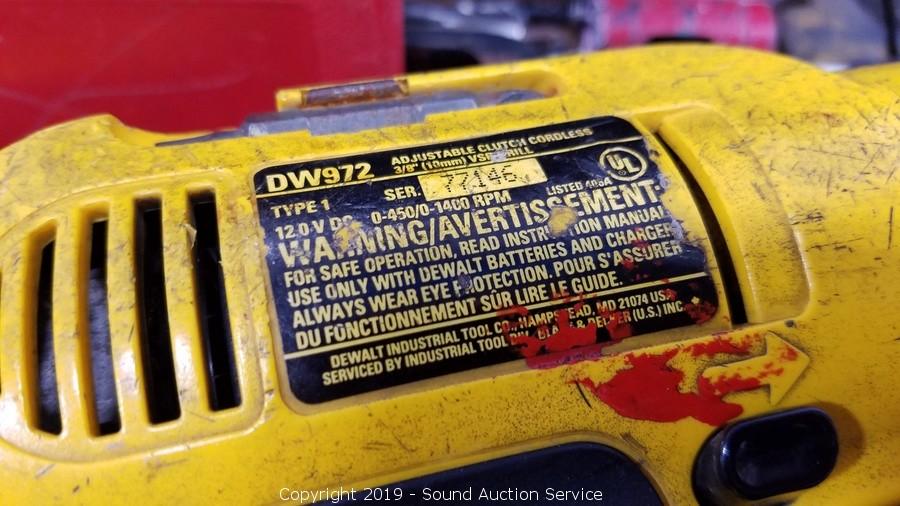 DW972
ADJUSTABLE CLUTCH CORDLESS
3/8" (10mm) VSR DRILL
SER. 77146
UL
TYPE 1
LISTED
12.0 V DC 0-450/0-1400 RPM
WARNING/AVERTISSEMENT:
FOR SAFE OPERATION, READ INSTRUCTION MANUAL
USE ONLY WITH DEWALT BATTERIES AND CHARGER
ALWAYS WEAR EYE PROTECTION. POUR S'ASSURER
DU FONCTIONNEMENT SÛR LIRE LE GUIDE.
DEWALT INDUSTRIAL TOOL CO. HAMPSTEAD, MD 21074 USA
SERVICED BY INDUSTRIAL TOOL DIV. BLACK & DECKER (U.S.) INC.
Copyright 2019 - Sound Auction Service